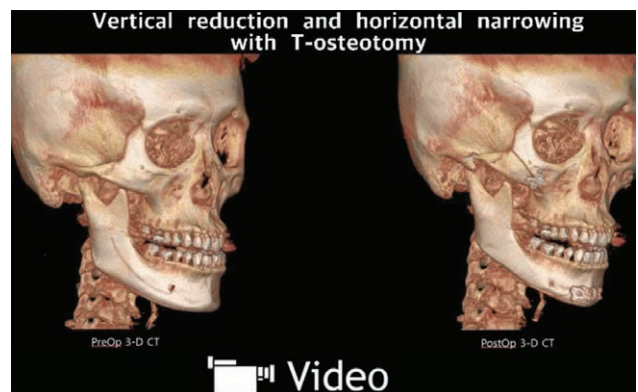 Vertical reduction and horizontal narrowing
with T-osteotomy
PreOp 3-D CT
PostOp 3-D CT
Video